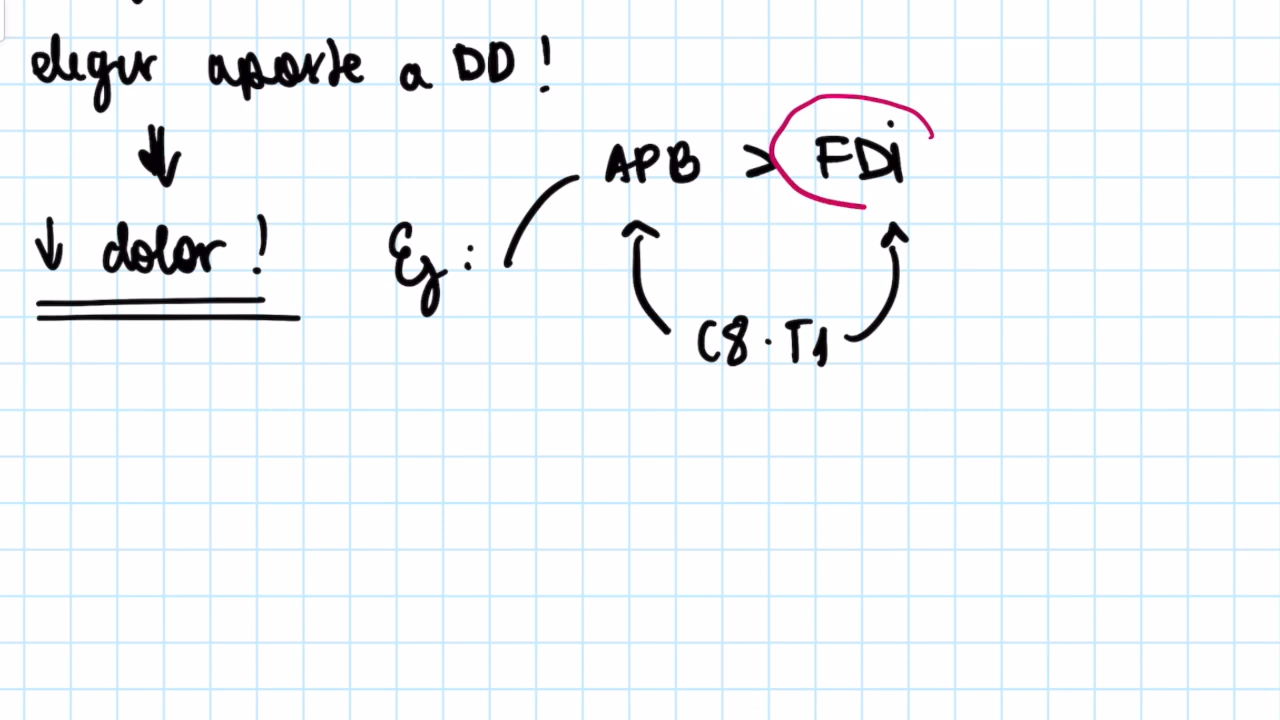 elegir aporte a DD!
APB > FDi
↓ dolor!
Ej:
C8·T1